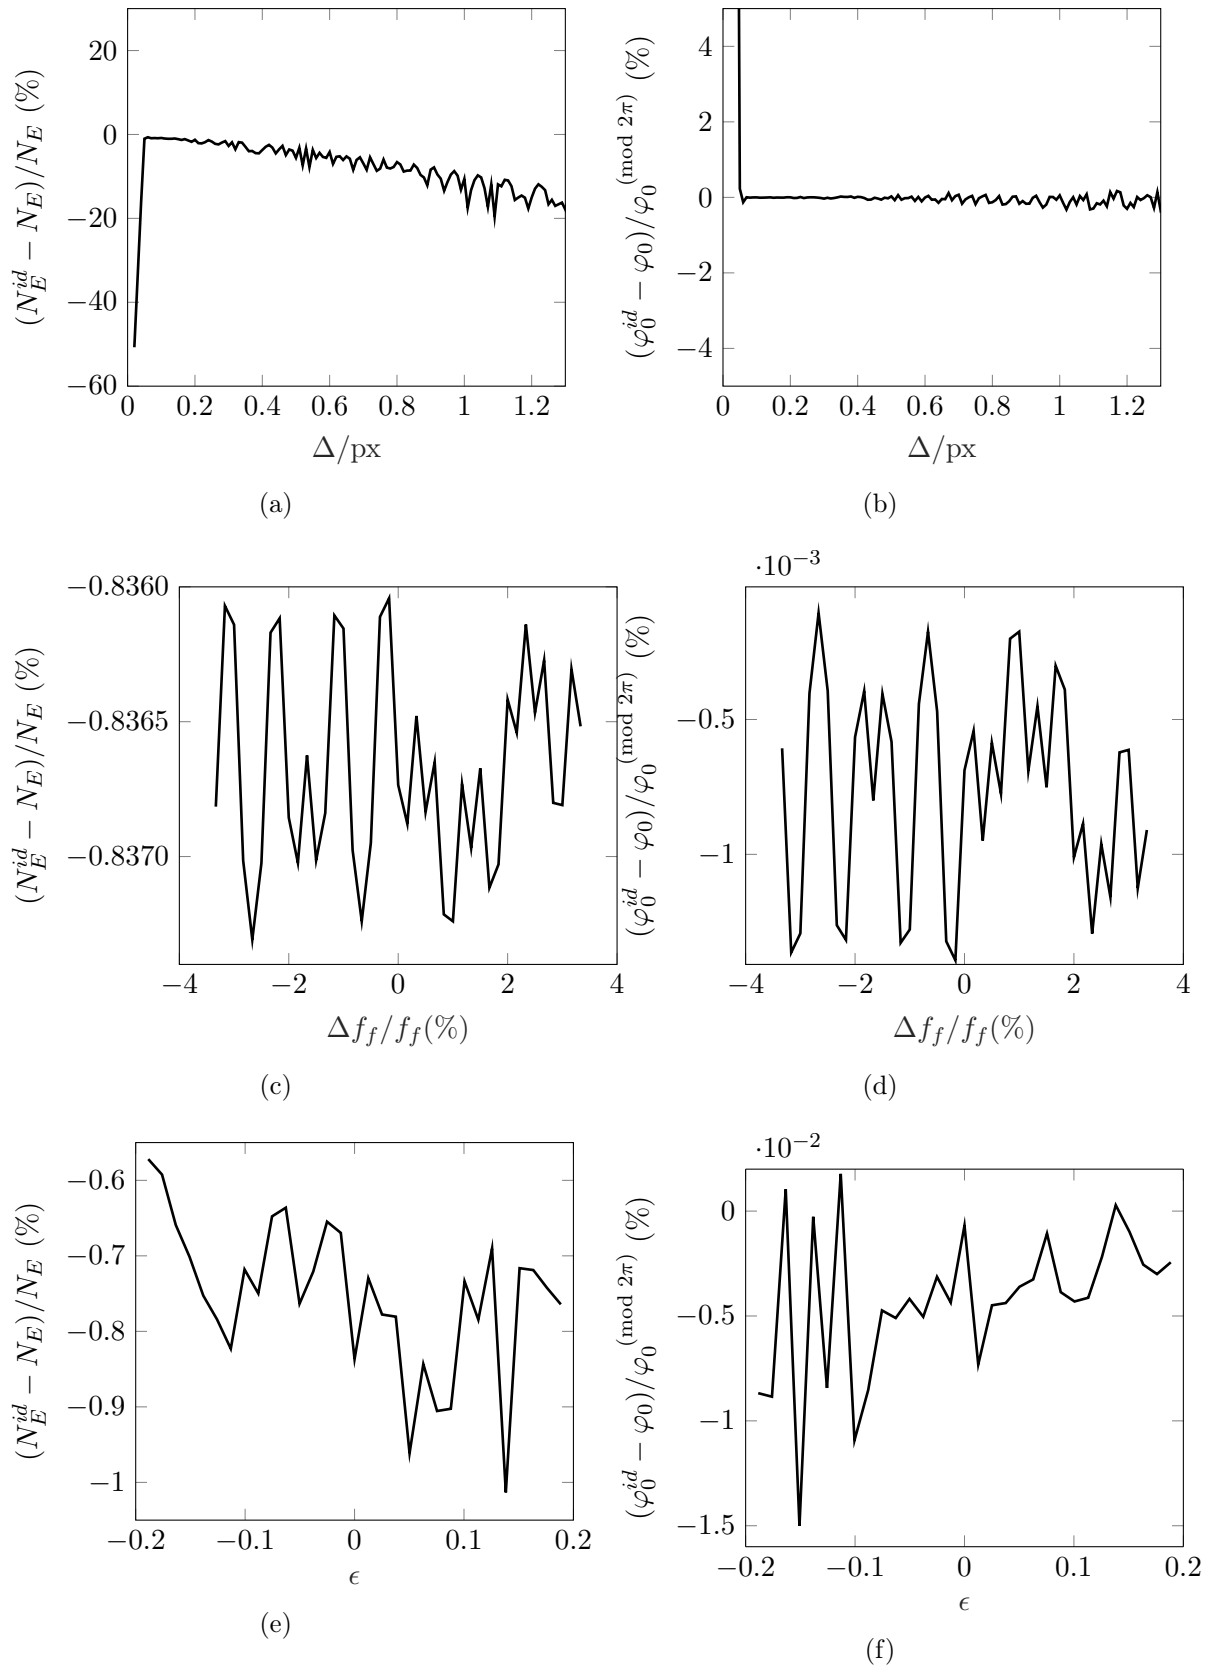 20
0
−20
−40
−60
0 0.2 0.4 0.6 0.8 1 1.2
Δ/px
(N_E^{id} − N_E)/N_E (%)
(a)
4
2
0
−2
−4
0 0.2 0.4 0.6 0.8 1 1.2
Δ/px
(φ_0^{id} − φ_0)/φ_0^{(mod 2π)} (%)
(b)
−0.8360
−0.8365
−0.8370
−4 −2 0 2 4
Δf_f/f_f(%)
(N_E^{id} − N_E)/N_E (%)
(c)
·10^{−3}
−0.5
−1
−4 −2 0 2 4
Δf_f/f_f(%)
(φ_0^{id} − φ_0)/φ_0^{(mod 2π)} (%)
(d)
−0.6
−0.7
−0.8
−0.9
−1
−0.2 −0.1 0 0.1 0.2
ϵ
(N_E^{id} − N_E)/N_E (%)
(e)
·10^{−2}
0
−0.5
−1
−1.5
−0.2 −0.1 0 0.1 0.2
ϵ
(φ_0^{id} − φ_0)/φ_0^{(mod 2π)} (%)
(f)